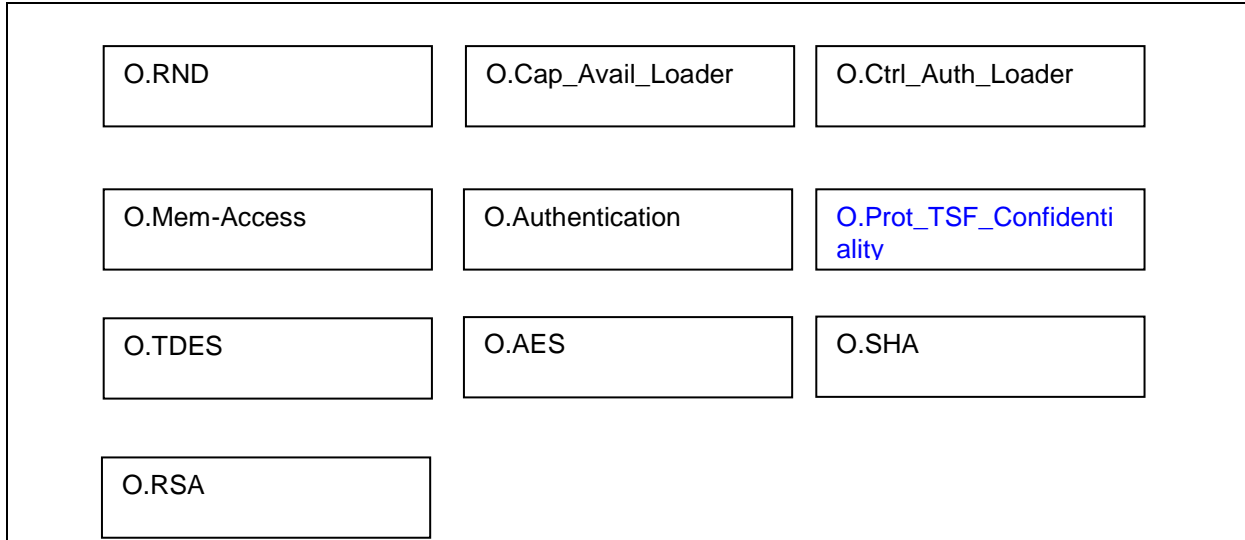 O.RND
O.Cap_Avail_Loader
O.Ctrl_Auth_Loader
O.Mem-Access
O.Authentication
O.Prot_TSF_Confidenti
ality
O.TDES
O.AES
O.SHA
O.RSA